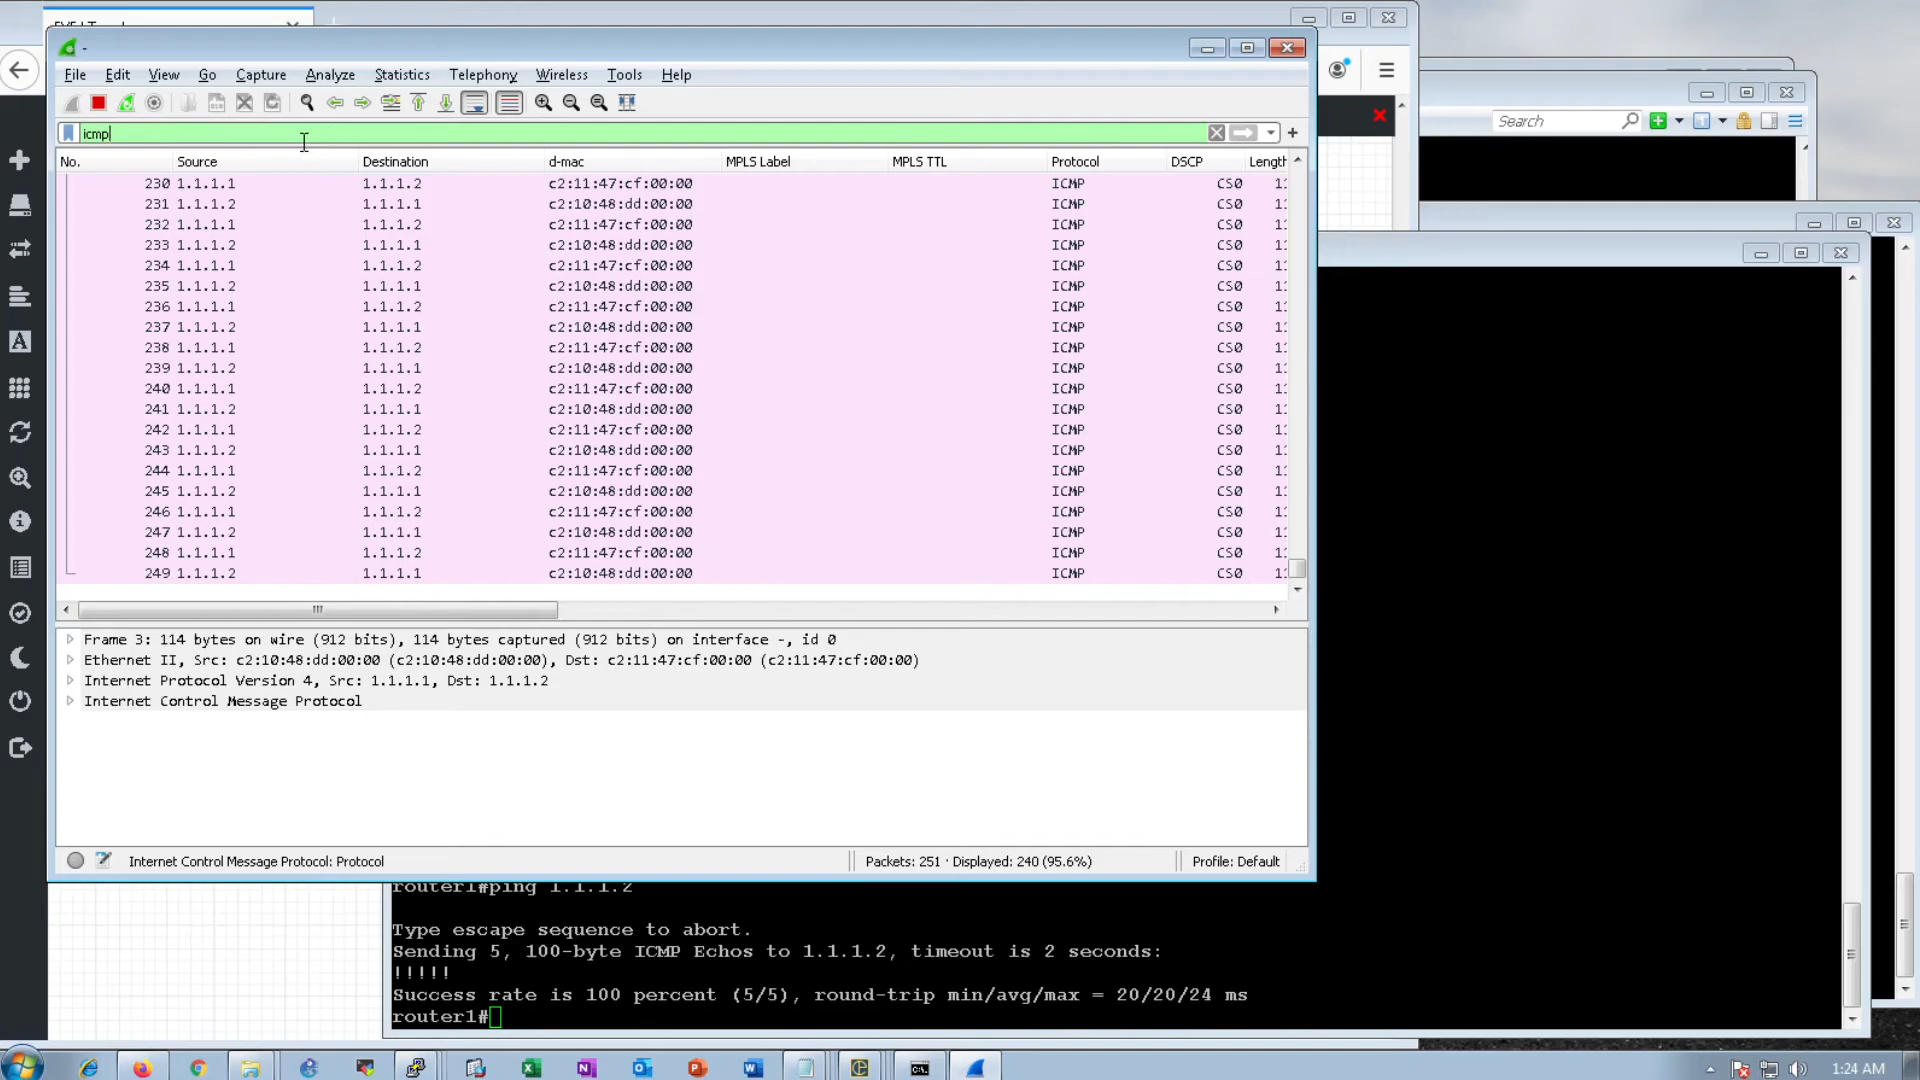 -
File Edit View Go Capture Analyze Statistics Telephony Wireless Tools Help
icmp
Search
No. Source Destination d-mac MPLS Label MPLS TTL Protocol DSCP Length
230 1.1.1.1 1.1.1.2 c2:11:47:cf:00:00 ICMP CS0
231 1.1.1.2 1.1.1.1 c2:10:48:dd:00:00 ICMP CS0
232 1.1.1.1 1.1.1.2 c2:11:47:cf:00:00 ICMP CS0
233 1.1.1.2 1.1.1.1 c2:10:48:dd:00:00 ICMP CS0
234 1.1.1.1 1.1.1.2 c2:11:47:cf:00:00 ICMP CS0
235 1.1.1.2 1.1.1.1 c2:10:48:dd:00:00 ICMP CS0
236 1.1.1.1 1.1.1.2 c2:11:47:cf:00:00 ICMP CS0
237 1.1.1.2 1.1.1.1 c2:10:48:dd:00:00 ICMP CS0
238 1.1.1.1 1.1.1.2 c2:11:47:cf:00:00 ICMP CS0
239 1.1.1.2 1.1.1.1 c2:10:48:dd:00:00 ICMP CS0
240 1.1.1.1 1.1.1.2 c2:11:47:cf:00:00 ICMP CS0
241 1.1.1.2 1.1.1.1 c2:10:48:dd:00:00 ICMP CS0
242 1.1.1.1 1.1.1.2 c2:11:47:cf:00:00 ICMP CS0
243 1.1.1.2 1.1.1.1 c2:10:48:dd:00:00 ICMP CS0
244 1.1.1.1 1.1.1.2 c2:11:47:cf:00:00 ICMP CS0
245 1.1.1.2 1.1.1.1 c2:10:48:dd:00:00 ICMP CS0
246 1.1.1.1 1.1.1.2 c2:11:47:cf:00:00 ICMP CS0
247 1.1.1.2 1.1.1.1 c2:10:48:dd:00:00 ICMP CS0
248 1.1.1.1 1.1.1.2 c2:11:47:cf:00:00 ICMP CS0
249 1.1.1.2 1.1.1.1 c2:10:48:dd:00:00 ICMP CS0
Frame 3: 114 bytes on wire (912 bits), 114 bytes captured (912 bits) on interface -, id 0
Ethernet II, Src: c2:10:48:dd:00:00 (c2:10:48:dd:00:00), Dst: c2:11:47:cf:00:00 (c2:11:47:cf:00:00)
Internet Protocol Version 4, Src: 1.1.1.1, Dst: 1.1.1.2
Internet Control Message Protocol
Internet Control Message Protocol: Protocol Packets: 251 · Displayed: 240 (95.6%) Profile: Default
router1#ping 1.1.1.2
Type escape sequence to abort.
Sending 5, 100-byte ICMP Echos to 1.1.1.2, timeout is 2 seconds:
!!!!!
Success rate is 100 percent (5/5), round-trip min/avg/max = 20/20/24 ms
router1#
1:24 AM